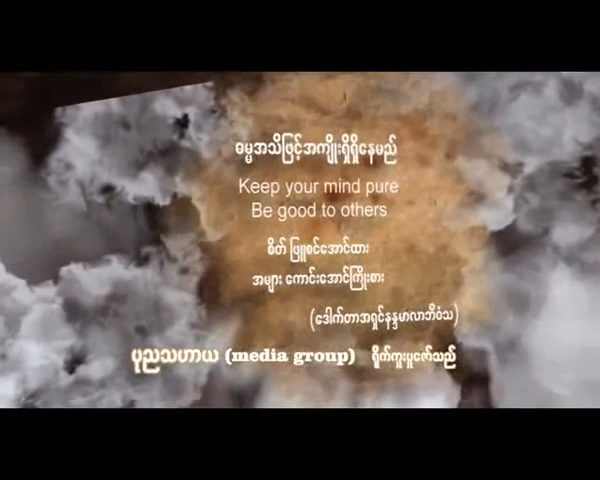 ဓမ္မအသိဖြင့်အကျိုးရှိရှိနေမည်
Keep your mind pure
Be good to others
စိတ် ဖြူစင်အောင်ထား
အများ ကောင်းအောင်ကြိုးစား
(ဒေါက်တာအရှင်နန္ဒမာလာဘိဝံသ)
ပုညသဟာယ (media group) ရိုက်ကူးပူဇော်သည်